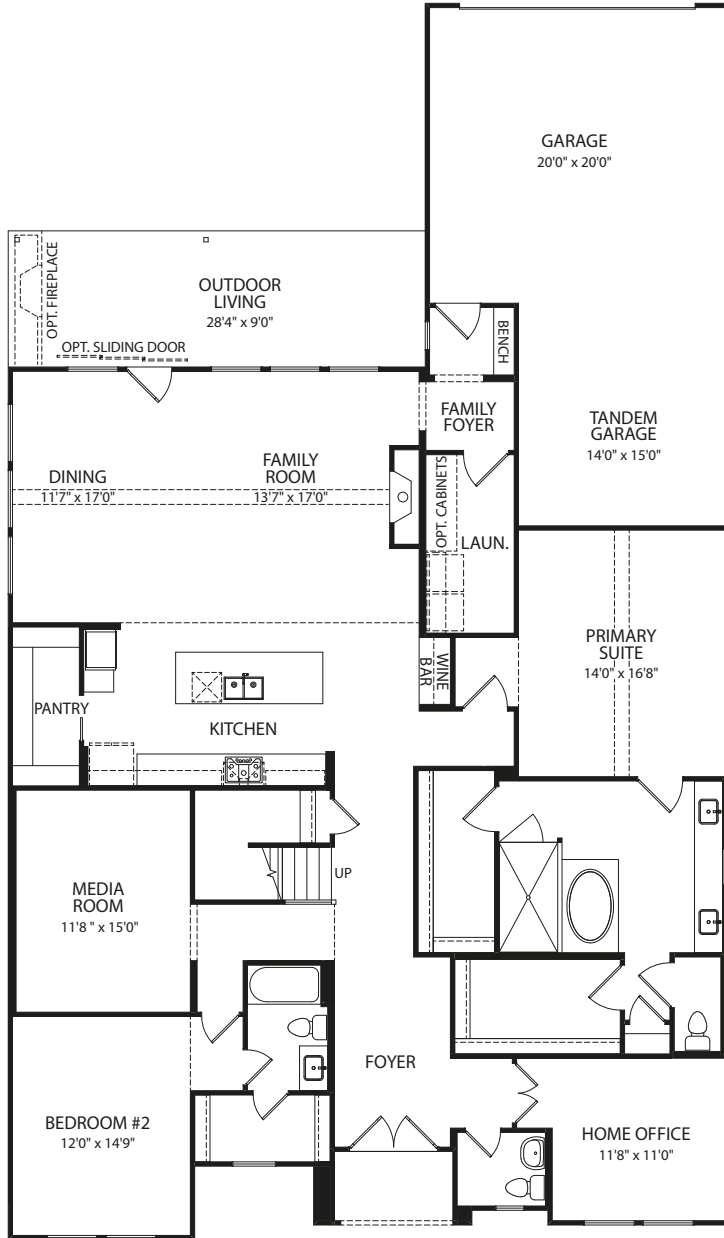 GARAGE
20'0" x 20'0"
OPT. FIREPLACE
OUTDOOR
LIVING
28'4" x 9'0"
OPT. SLIDING DOOR
BENCH
FAMILY
FOYER
TANDEM
GARAGE
14'0" x 15'0"
DINING
11'7" x 17'0"
FAMILY
ROOM
13'7" x 17'0"
OPT. CABINETS
LAUN.
PRIMARY
SUITE
14'0" x 16'8"
WINE
BAR
PANTRY
KITCHEN
UP
MEDIA
ROOM
11'8 " x 15'0"
FOYER
BEDROOM #2
12'0" x 14'9"
HOME OFFICE
11'8" x 11'0"